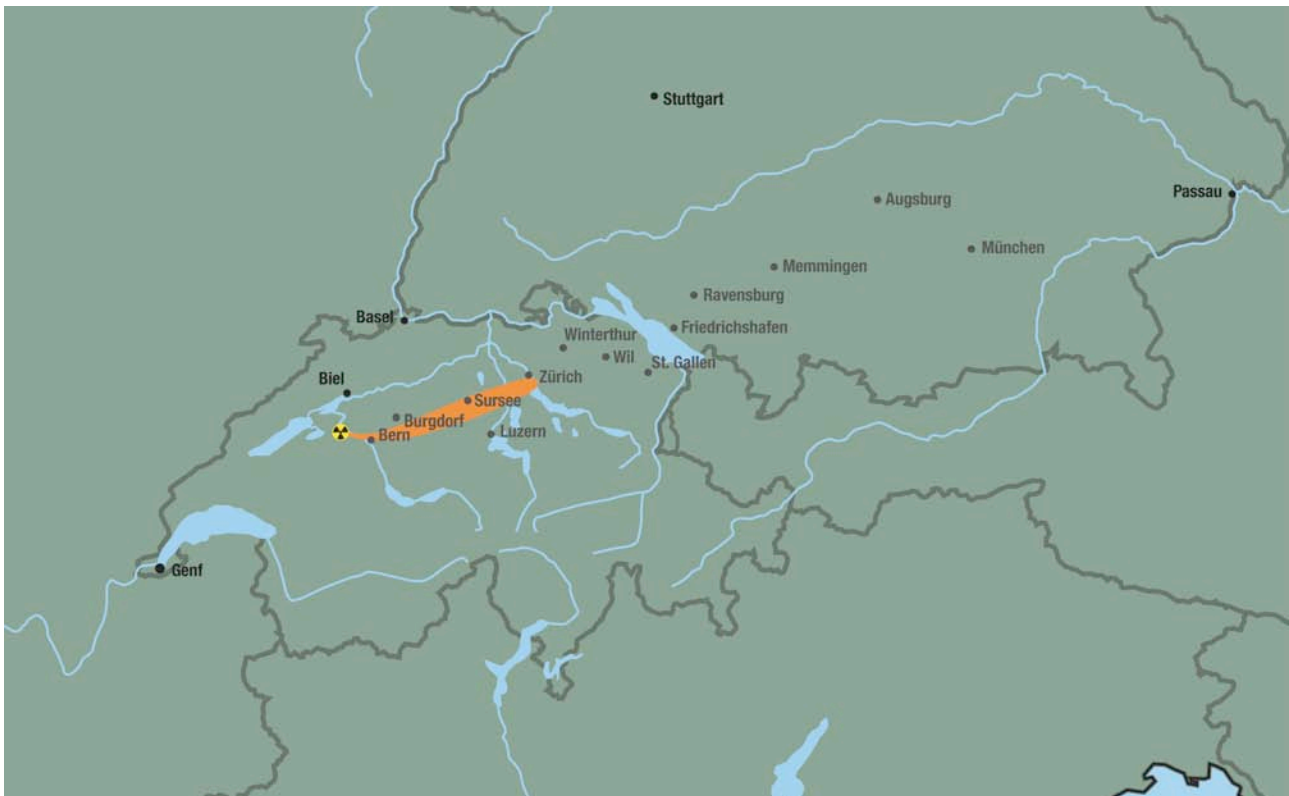 Stuttgart
Passau
Augsburg
München
Memmingen
Ravensburg
Basel
Friedrichshafen
Winterthur
Wil
St. Gallen
Zürich
Biel
Sursee
Burgdorf
Luzern
Bern
Genf